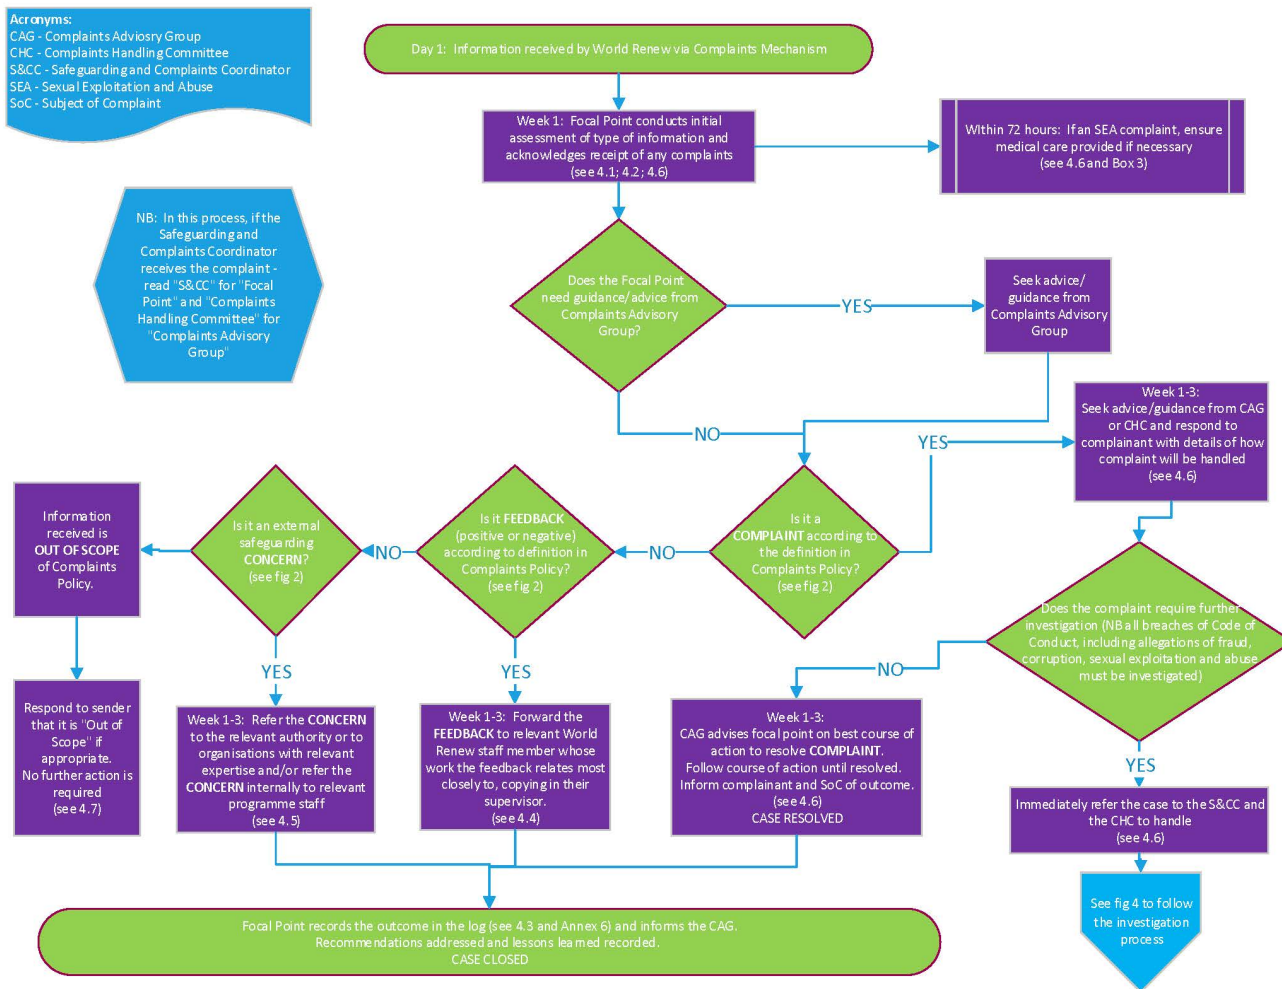 Acronyms:
CAG - Complaints Adviosry Group
CHC - Complaints Handling Committee
S&CC - Safeguarding and Complaints Coordinator
SEA - Sexual Exploitation and Abuse
SoC - Subject of Complaint
Day 1: Information received by World Renew via Complaints Mechanism
Week 1: Focal Point conducts initial
assessment of type of information and
acknowledges receipt of any complaints
(see 4.1; 4.2; 4.6)
WIthin 72 hours: If an SEA complaint, ensure
medical care provided if necessary
(see 4.6 and Box 3)
NB: In this process, if the
Safeguarding and
Complaints Coordinator
receives the complaint -
read "S&CC" for "Focal
Point" and "Complaints
Handling Committee" for
"Complaints Advisory
Group"
Does the Focal Point
need guidance/advice from
Complaints Advisory
Group?
YES
Seek advice/
guidance from
Complaints Advisory
Group
NO
Week 1-3:
Seek advice/guidance from CAG
or CHC and respond to
complainant with details of how
complaint will be handled
(see 4.6)
YES
Is it a
COMPLAINT according to
the definition in
Complaints Policy?
(see fig 2)
NO
Is it FEEDBACK
(positive or negative)
according to definition in
Complaints Policy?
(see fig 2)
NO
Is it an external
safeguarding
CONCERN?
(see fig 2)
NO
Information
received is
OUT OF SCOPE
of Complaints
Policy.
Does the complaint require further
investigation (NB all breaches of Code of
Conduct, including allegations of fraud,
corruption, sexual exploitation and abuse
must be investigated)
NO
YES
YES
YES
Respond to sender
that it is "Out of
Scope" if
appropriate.
No further action is
required
(see 4.7)
Week 1-3: Refer the CONCERN
to the relevant authority or to
organisations with relevant
expertise and/or refer the
CONCERN internally to relevant
programme staff
(see 4.5)
Week 1-3: Forward the
FEEDBACK to relevant World
Renew staff member whose
work the feedback relates most
closely to, copying in their
supervisor.
(see 4.4)
Week 1-3:
CAG advises focal point on best course of
action to resolve COMPLAINT.
Follow course of action until resolved.
Inform complainant and SoC of outcome.
(see 4.6)
CASE RESOLVED
Immediately refer the case to the S&CC and
the CHC to handle
(see 4.6)
See fig 4 to follow
the investigation
process
Focal Point records the outcome in the log (see 4.3 and Annex 6) and informs the CAG.
Recommendations addressed and lessons learned recorded.
CASE CLOSED